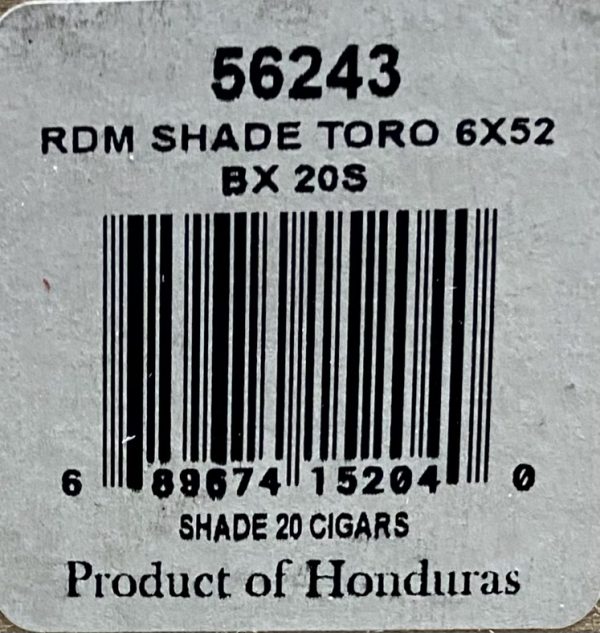 56243
RDM SHADE TORO 6X52
BX 20S
6 89674 15204 0
SHADE 20 CIGARS
Product of Honduras